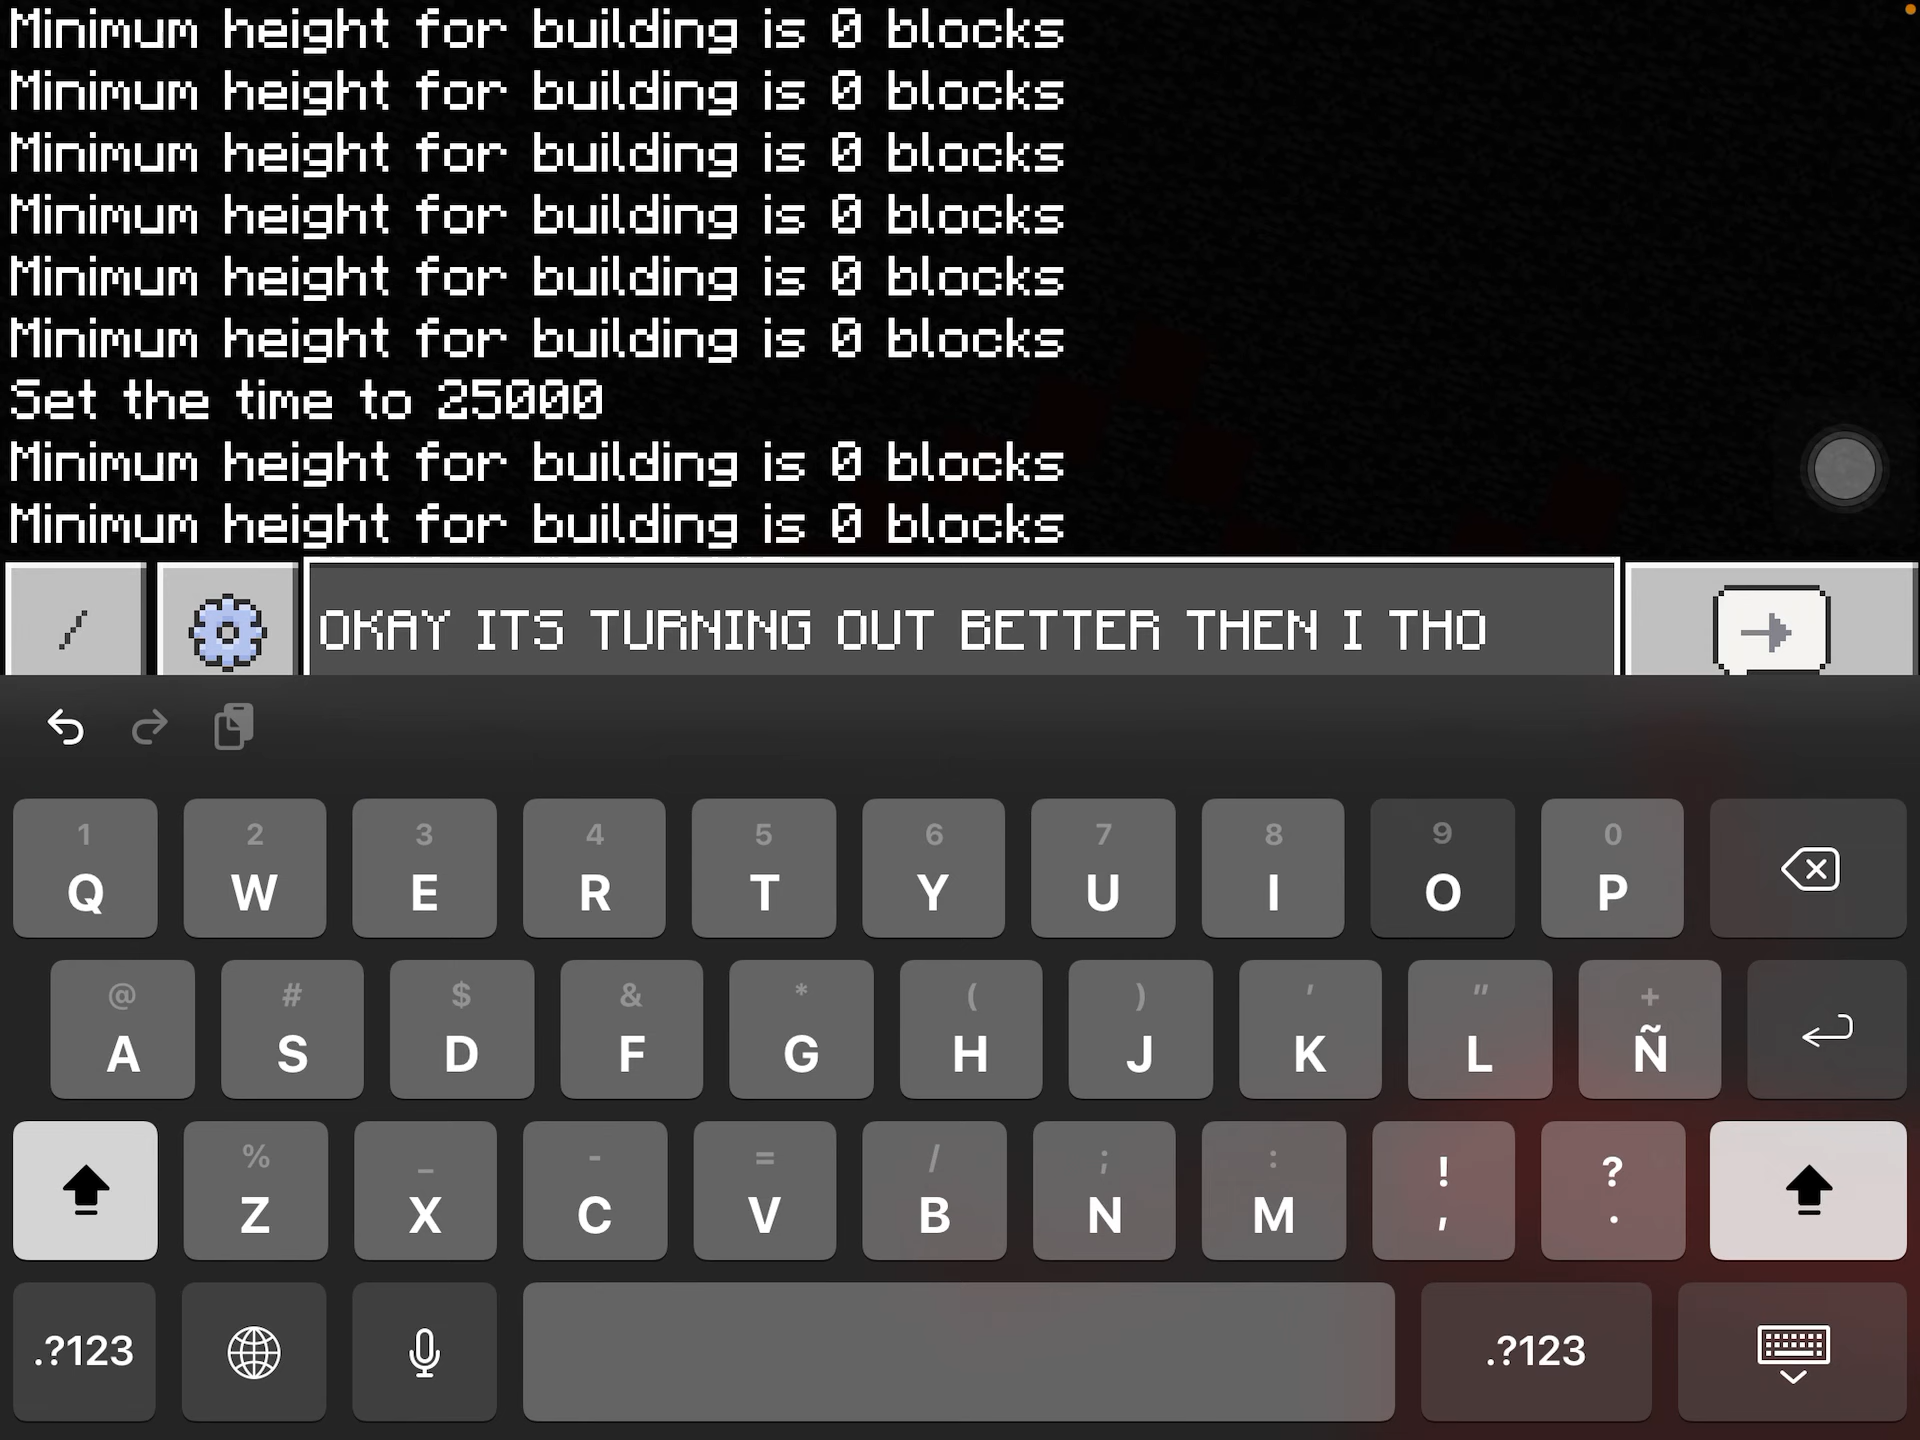 Minimum height for building is 0 blocks
Minimum height for building is 0 blocks
Minimum height for building is 0 blocks
Minimum height for building is 0 blocks
Minimum height for building is 0 blocks
Minimum height for building is 0 blocks
Set the time to 25000
Minimum height for building is 0 blocks
Minimum height for building is 0 blocks
/ OKAY ITS TURNING OUT BETTER THEN I THO
1 2 3 4 5 6 7 8 9 0
Q W E R T Y U I O P
@ # $ & * ( ) ' " +
A S D F G H J K L Ñ
% _ - = / ; : ! ?
Z X C V B N M , .
.?123 .?123